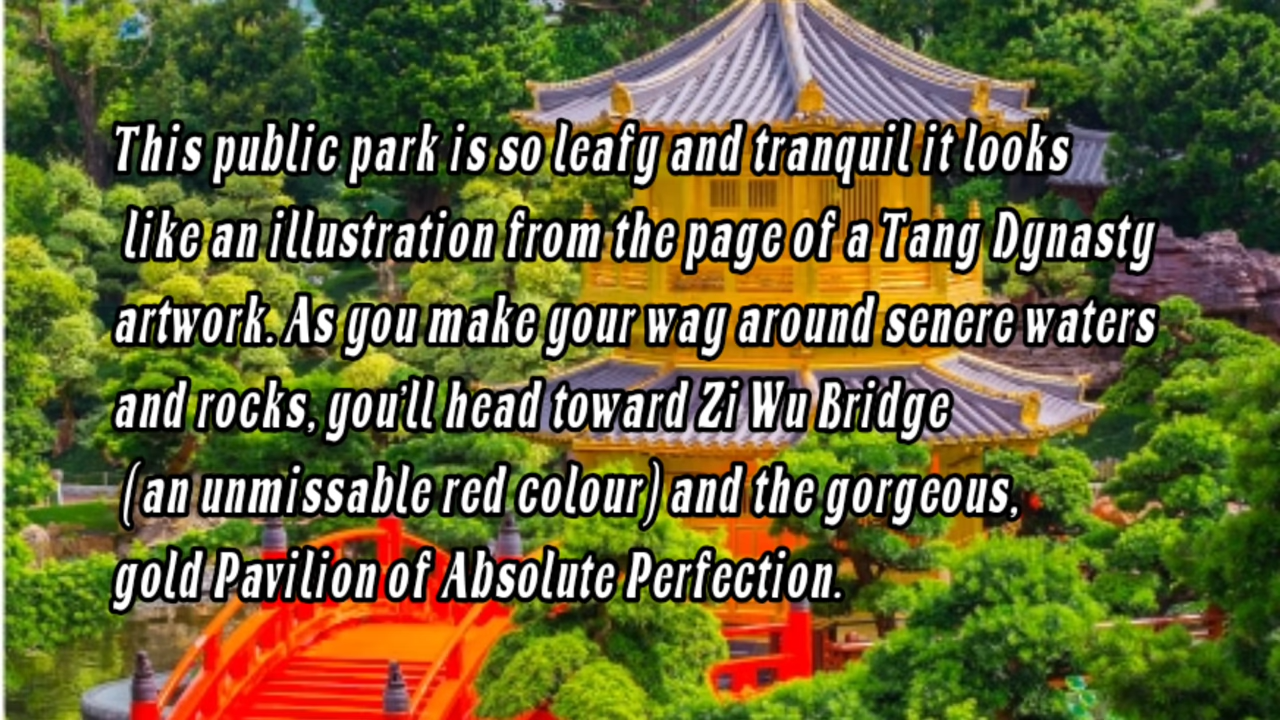 This public park is so leafy and tranquil it looks
like an illustration from the page of a Tang Dynasty
artwork. As you make your way around senere waters
and rocks, you'll head toward Zi Wu Bridge
(an unmissable red colour) and the gorgeous,
gold Pavilion of Absolute Perfection.